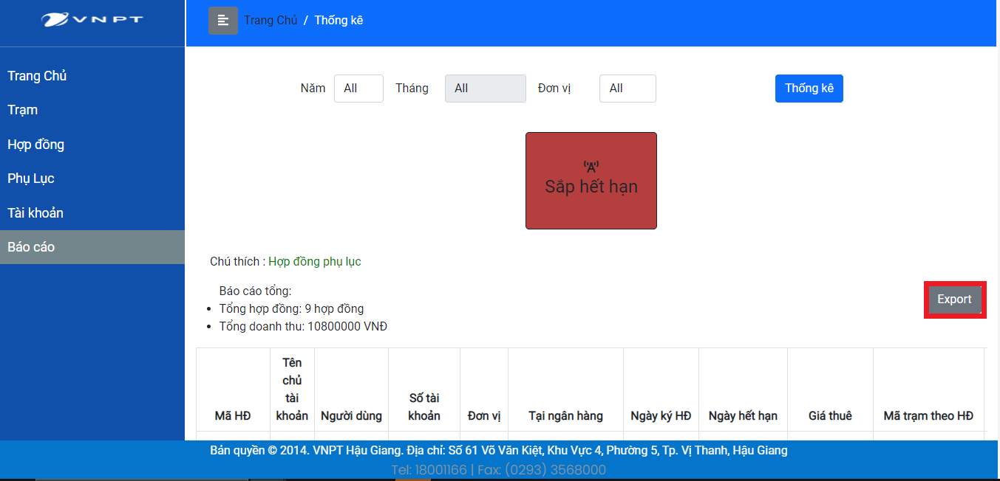 VNPT
Trang Chủ / Thống kê
Trang Chủ
Trạm
Hợp đồng
Phụ Lục
Tài khoản
Báo cáo
Năm All Tháng All Đơn vị All Thống kê
Sắp hết hạn
Chú thích : Hợp đồng phụ lục
Báo cáo tổng:
• Tổng hợp đồng: 9 hợp đồng
• Tổng doanh thu: 10800000 VNĐ
Export
Mã HĐ
Tên
chủ
tài
khoản
Người dùng
Số tài
khoản
Đơn vị
Tại ngân hàng
Ngày ký HĐ
Ngày hết hạn
Giá thuê
Mã trạm theo HĐ
Bản quyền © 2014. VNPT Hậu Giang. Địa chỉ: Số 61 Võ Văn Kiệt, Khu Vực 4, Phường 5, Tp. Vị Thanh, Hậu Giang
Tel: 18001166 | Fax: (0293) 3568000